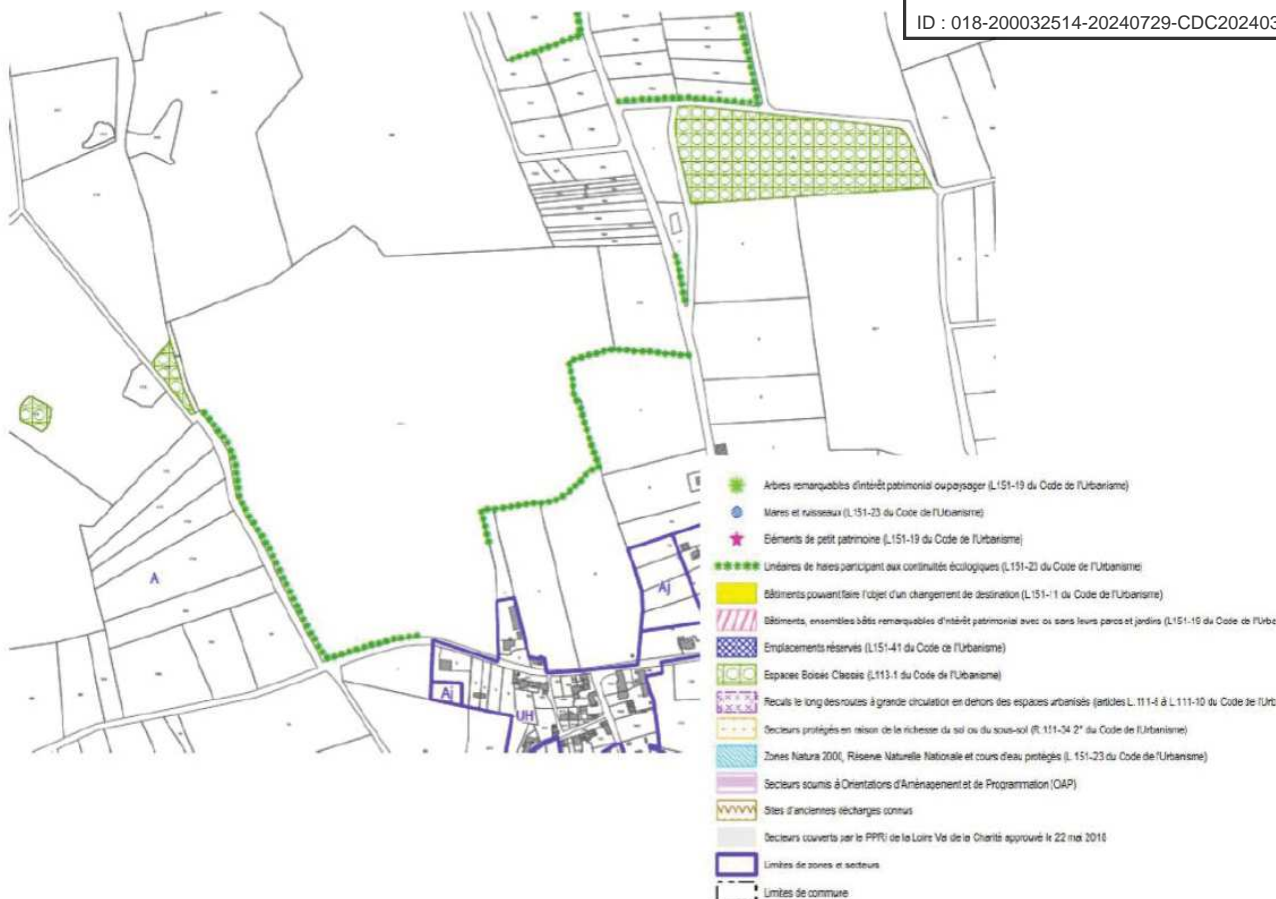 ID : 018-200032514-20240729-CDC202403
A
Aj
Aj
UH
Arbres remarquables d'intérêt patrimonial ou paysager (L151-19 du Code de l'Urbanisme)
Mares et ruisseaux (L151-23 du Code de l'Urbanisme)
Eléments de petit patrimoine (L151-19 du Code de l'Urbanisme)
Linéaires de haies participant aux continuités écologiques (L151-23 du Code de l'Urbanisme)
Bâtiments pouvant faire l'objet d'un changement de destination (L151-11 du Code de l'Urbanisme)
Bâtiments, ensembles bâtis remarquables d'intérêt patrimonial avec ou sans leurs parcs et jardins (L151-19 du Code de l'Urba
Emplacements réservés (L151-41 du Code de l'Urbanisme)
Espaces Boisés Classés (L113-1 du Code de l'Urbanisme)
Reculs le long des routes à grande circulation en dehors des espaces urbanisés (articles L.111-6 à L.111-10 du Code de l'Urb
Secteurs protégés en raison de la richesse du sol ou du sous-sol (R.151-34 2° du Code de l'Urbanisme)
Zones Natura 2000, Réserve Naturelle Nationale et cours d'eau protégés (L.151-23 du Code de l'Urbanisme)
Secteurs soumis à Orientations d'Aménagement et de Programmation (OAP)
Sites d'anciennes décharges connus
Secteurs couverts par le PPRi de la Loire Val de la Charité approuvé le 22 mai 2018
Limites de zones et secteurs
Limites de commune